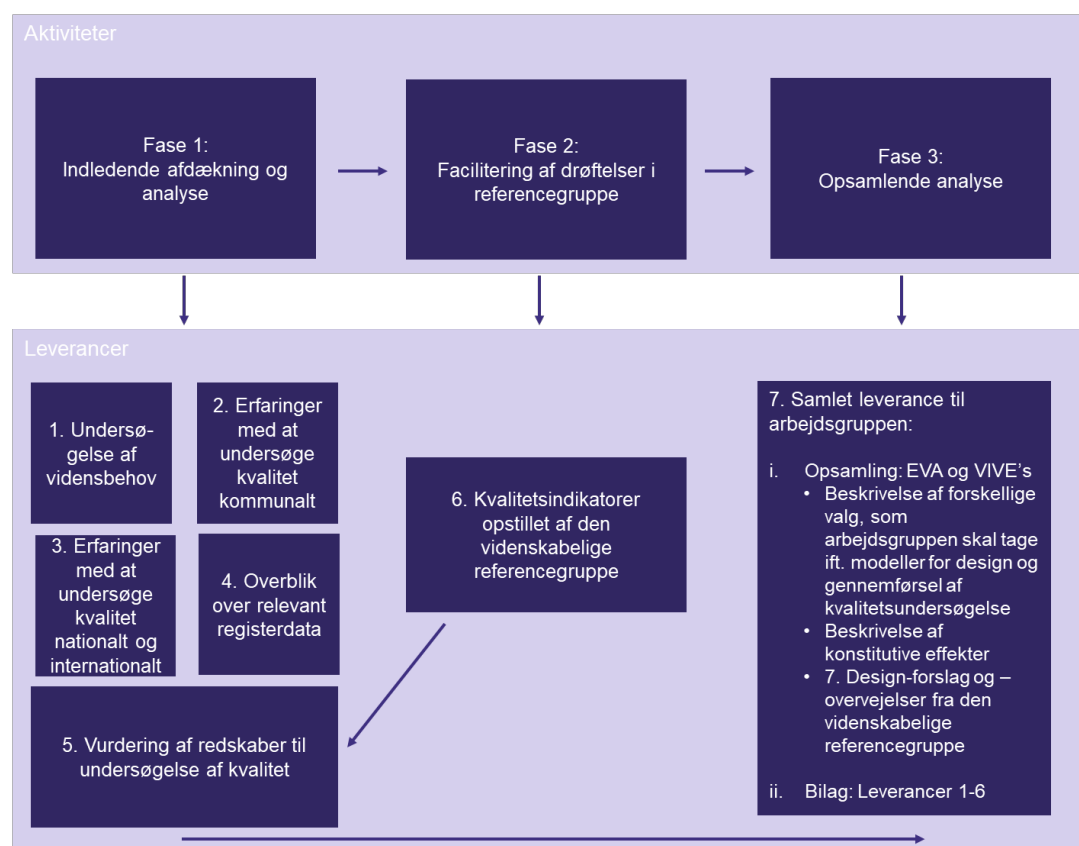 Aktiviteter
Fase 1:
Indledende afdækning og
analyse
Fase 2:
Facilitering af drøftelser i
referencegruppe
Fase 3:
Opsamlende analyse
Leverancer
1. Undersø-
gelse af
vidensbehov
2. Erfaringer
med at
undersøge
kvalitet
kommunalt
3. Erfaringer
med at
undersøge
kvalitet
nationalt og
internationalt
4. Overblik
over relevant
registerdata
5. Vurdering af redskaber til
undersøgelse af kvalitet
6. Kvalitetsindikatorer
opstillet af den
videnskabelige
referencegruppe
7. Samlet leverance til
arbejdsgruppen:
i. Opsamling: EVA og VIVE's
• Beskrivelse af forskellige
valg, som
arbejdsgruppen skal tage
ift. modeller for design og
gennemførsel af
kvalitetsundersøgelse
• Beskrivelse af
konstitutive effekter
• 7. Design-forslag og –
overvejelser fra den
videnskabelige
referencegruppe
ii. Bilag: Leverancer 1-6